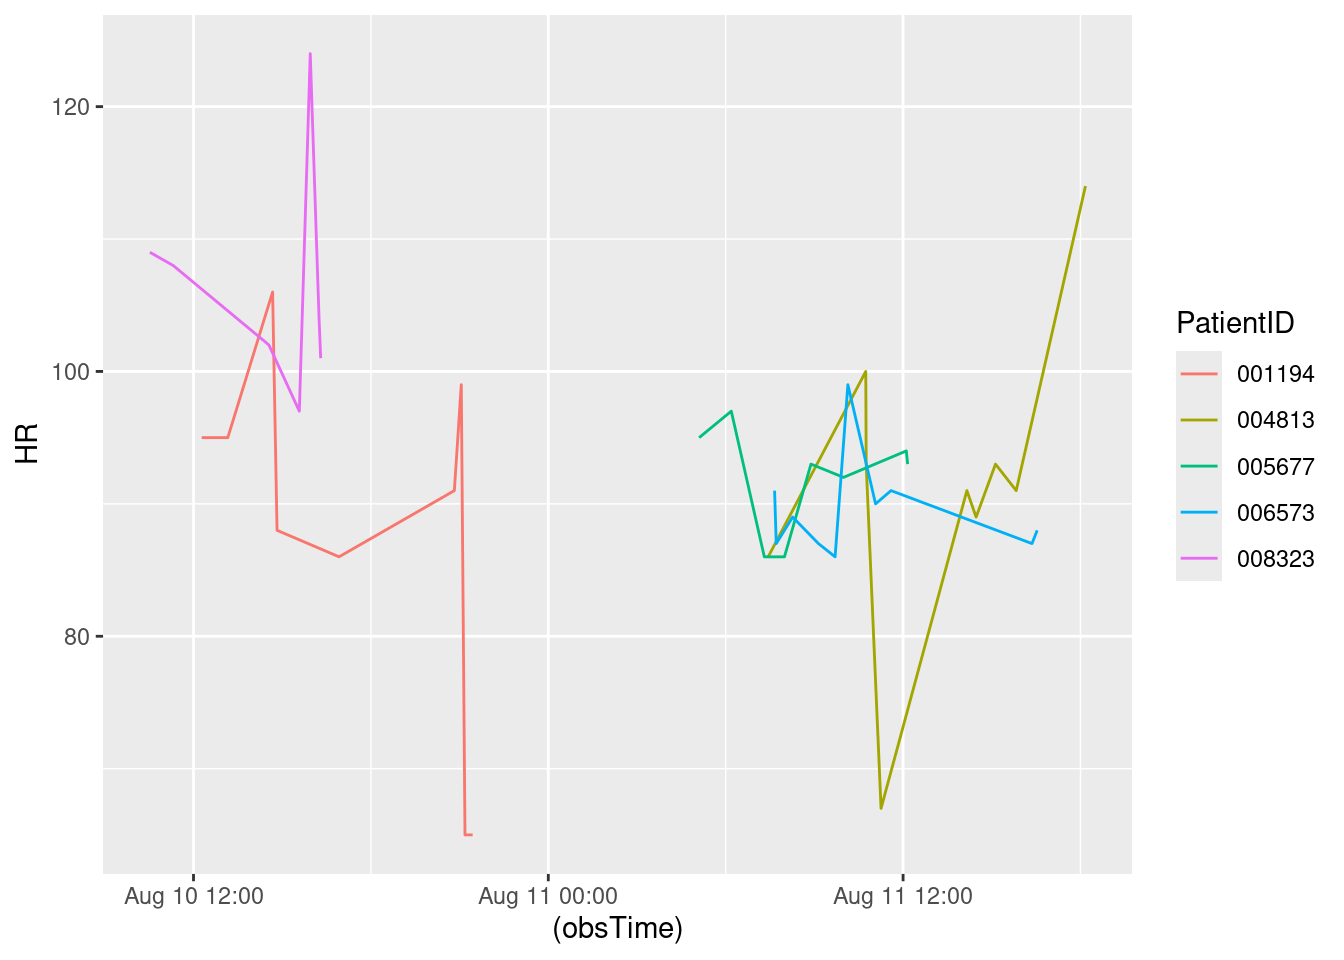 120
100
80
HR
Aug 10 12:00
Aug 11 00:00
Aug 11 12:00
(obsTime)
PatientID
001194
004813
005677
006573
008323